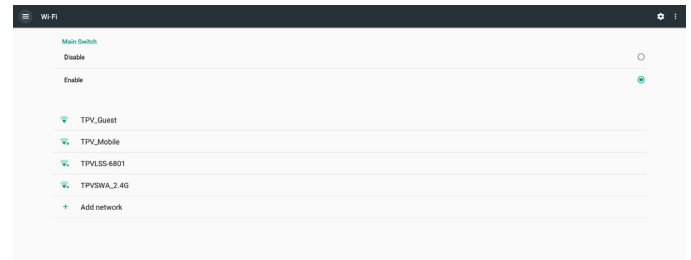 Wi-Fi
Main Switch
Disable
Enable
TPV_Guest
TPV_Mobile
TPVLSS-6801
TPVSWA_2.4G
Add network